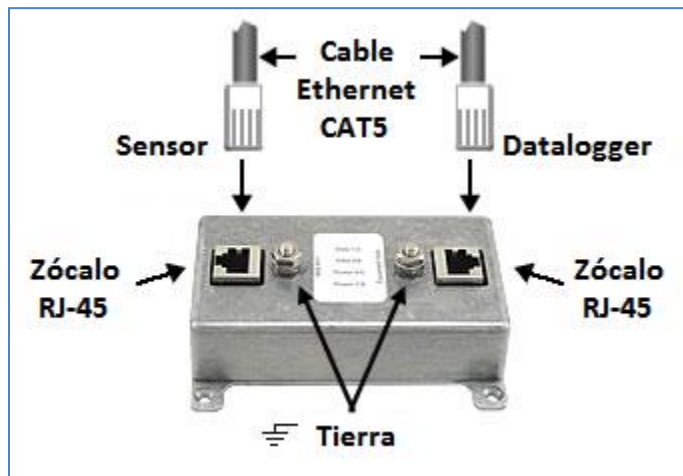 Cable
Ethernet
CAT5
Sensor
Datalogger
Zócalo
RJ-45
Zócalo
RJ-45
Tierra